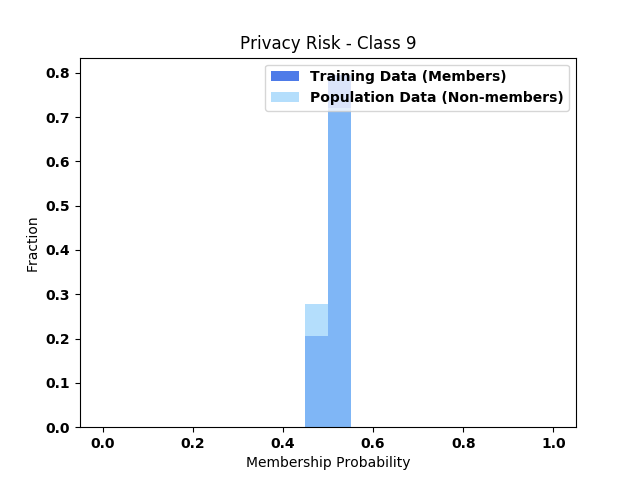 Privacy Risk - Class 9
Training Data (Members)
Population Data (Non-members)
0.8
0.7
0.6
0.5
0.4
0.3
0.2
0.1
0.0
Fraction
0.0 0.2 0.4 0.6 0.8 1.0
Membership Probability